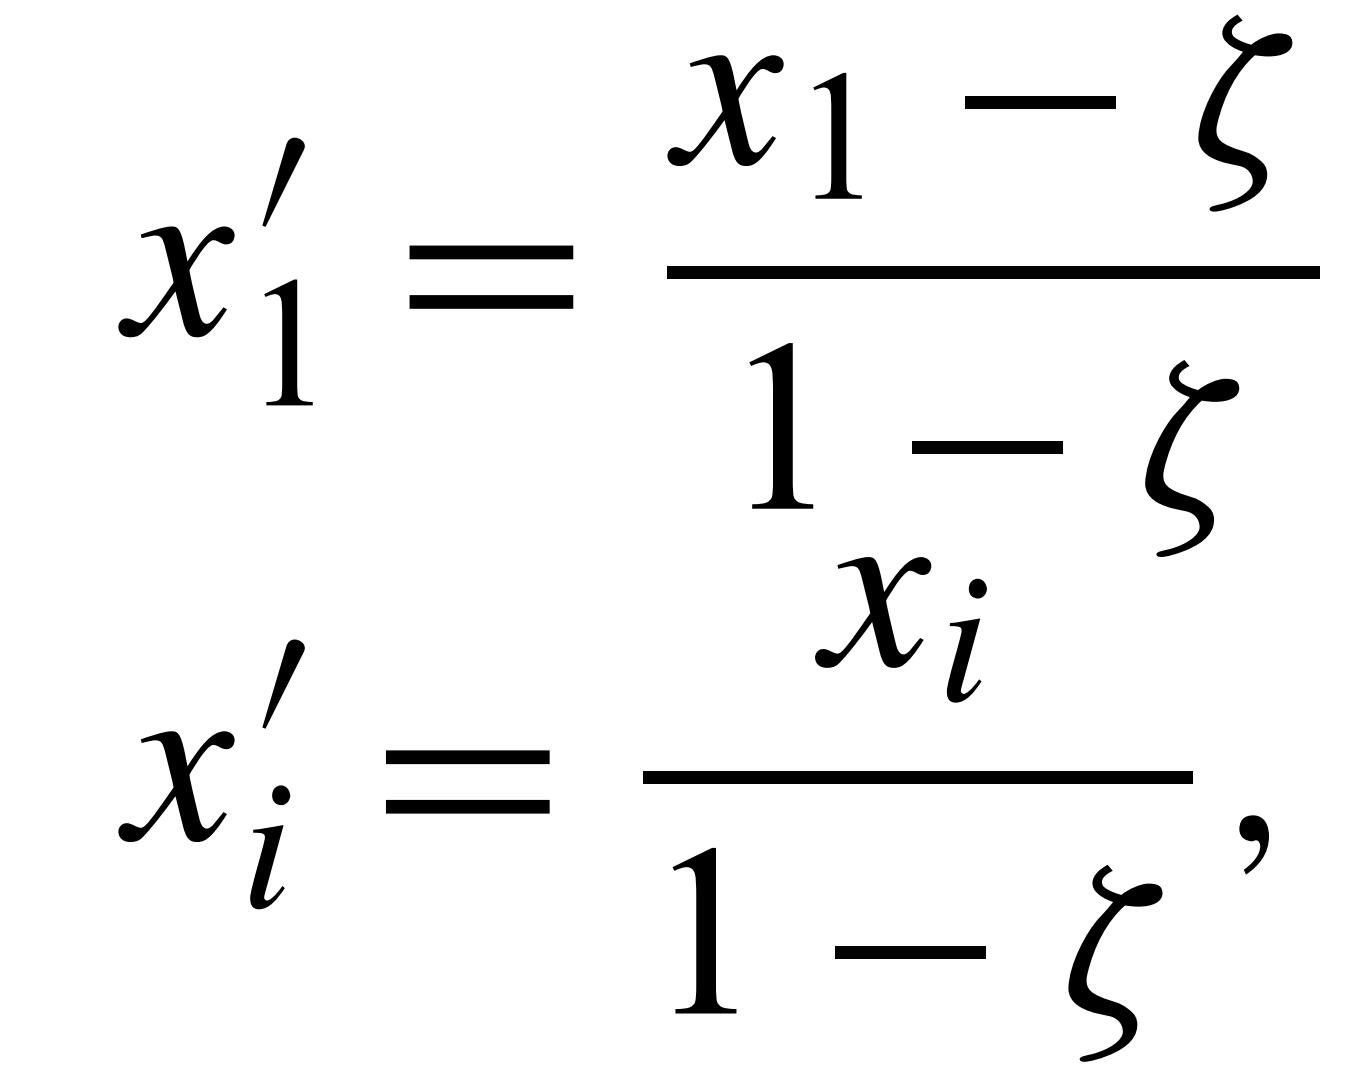 x′₁ = (x₁ − ζ)/(1 − ζ)
x′ᵢ = xᵢ/(1 − ζ),